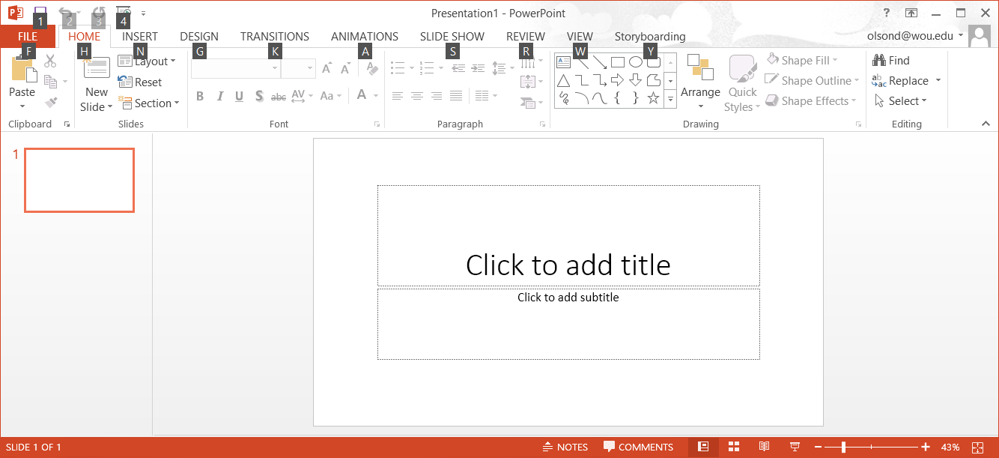 1 2 3 4
Presentation1 - PowerPoint
?
FILE HOME INSERT DESIGN TRANSITIONS ANIMATIONS SLIDE SHOW REVIEW VIEW Storyboarding
olsond@wou.edu
F H N G K A S R W Y
Paste
New
Slide
Layout
Reset
Section
B I U S abc AV Aa A
A A
Arrange
Quick
Styles
Shape Fill
Shape Outline
Shape Effects
Find
Replace
Select
Clipboard Slides Font Paragraph Drawing Editing
1
Click to add title
Click to add subtitle
SLIDE 1 OF 1 NOTES COMMENTS 43%